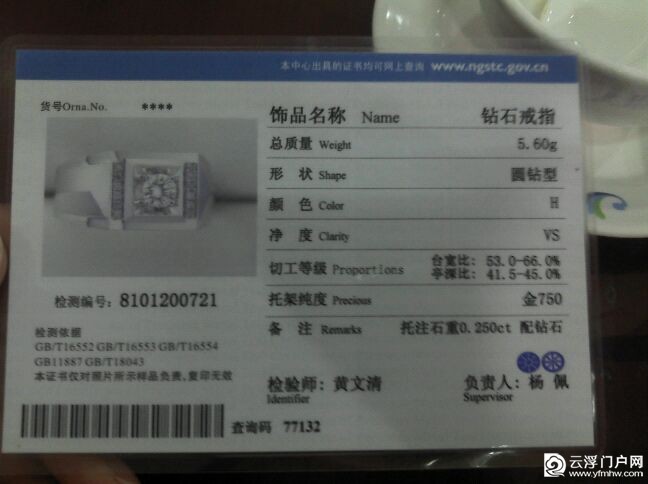 本中心出具的证书均可网上查询 www.ngstc.gov.cn
货号Orna.No. ****
饰品名称 Name 钻石戒指
总质量 Weight 5.60g
形 状 Shape 圆钻型
颜 色 Color H
净 度 Clarity VS
切工等级 Proportions 台宽比: 53.0-66.0%
亭深比: 41.5-45.0%
托架纯度 Precious 金750
备 注 Remarks 托注石重0.250ct 配钻石
检测编号: 8101200721
检测依据
GB/T16552 GB/T16553 GB/T16554
GB11887 GB/T18043
本证书仅对照片所示样品负责,复印无效
检验师: 黄文清 负责人: 杨 佩
Identifier Supervisor
查询码 77132
云浮门户网
www.yfmhw.com